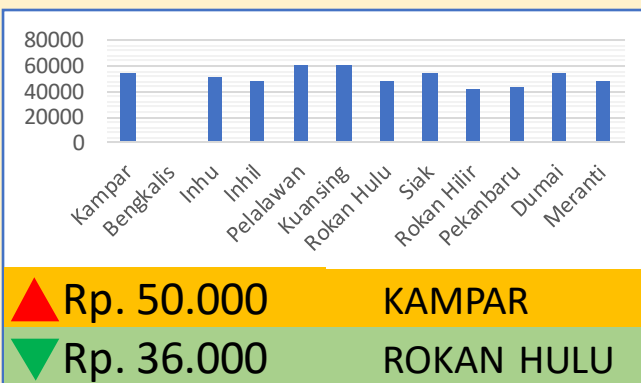 80000
60000
40000
20000
0
Kampar
Bengkalis
Inhu
Inhil
Pelalawan
Kuansing
Rokan Hulu
Siak
Rokan Hilir
Pekanbaru
Dumai
Meranti
Rp. 50.000 KAMPAR
Rp. 36.000 ROKAN HULU